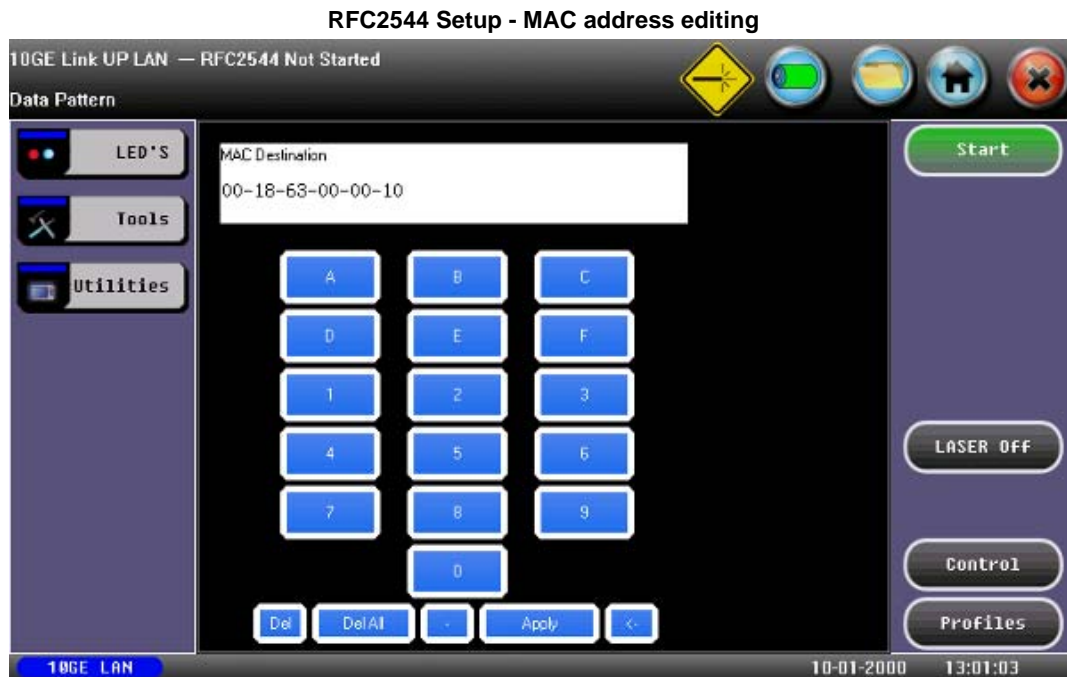 RFC2544 Setup - MAC address editing
10GE Link UP LAN — RFC2544 Not Started
Data Pattern
LED'S
Tools
Utilities
MAC Destination
00-18-63-00-00-10
A B C
D E F
1 2 3
4 5 6
7 8 9
0
Del Del All - Apply <-
Start
LASER Off
Control
Profiles
10GE LAN 10-01-2000 13:01:03